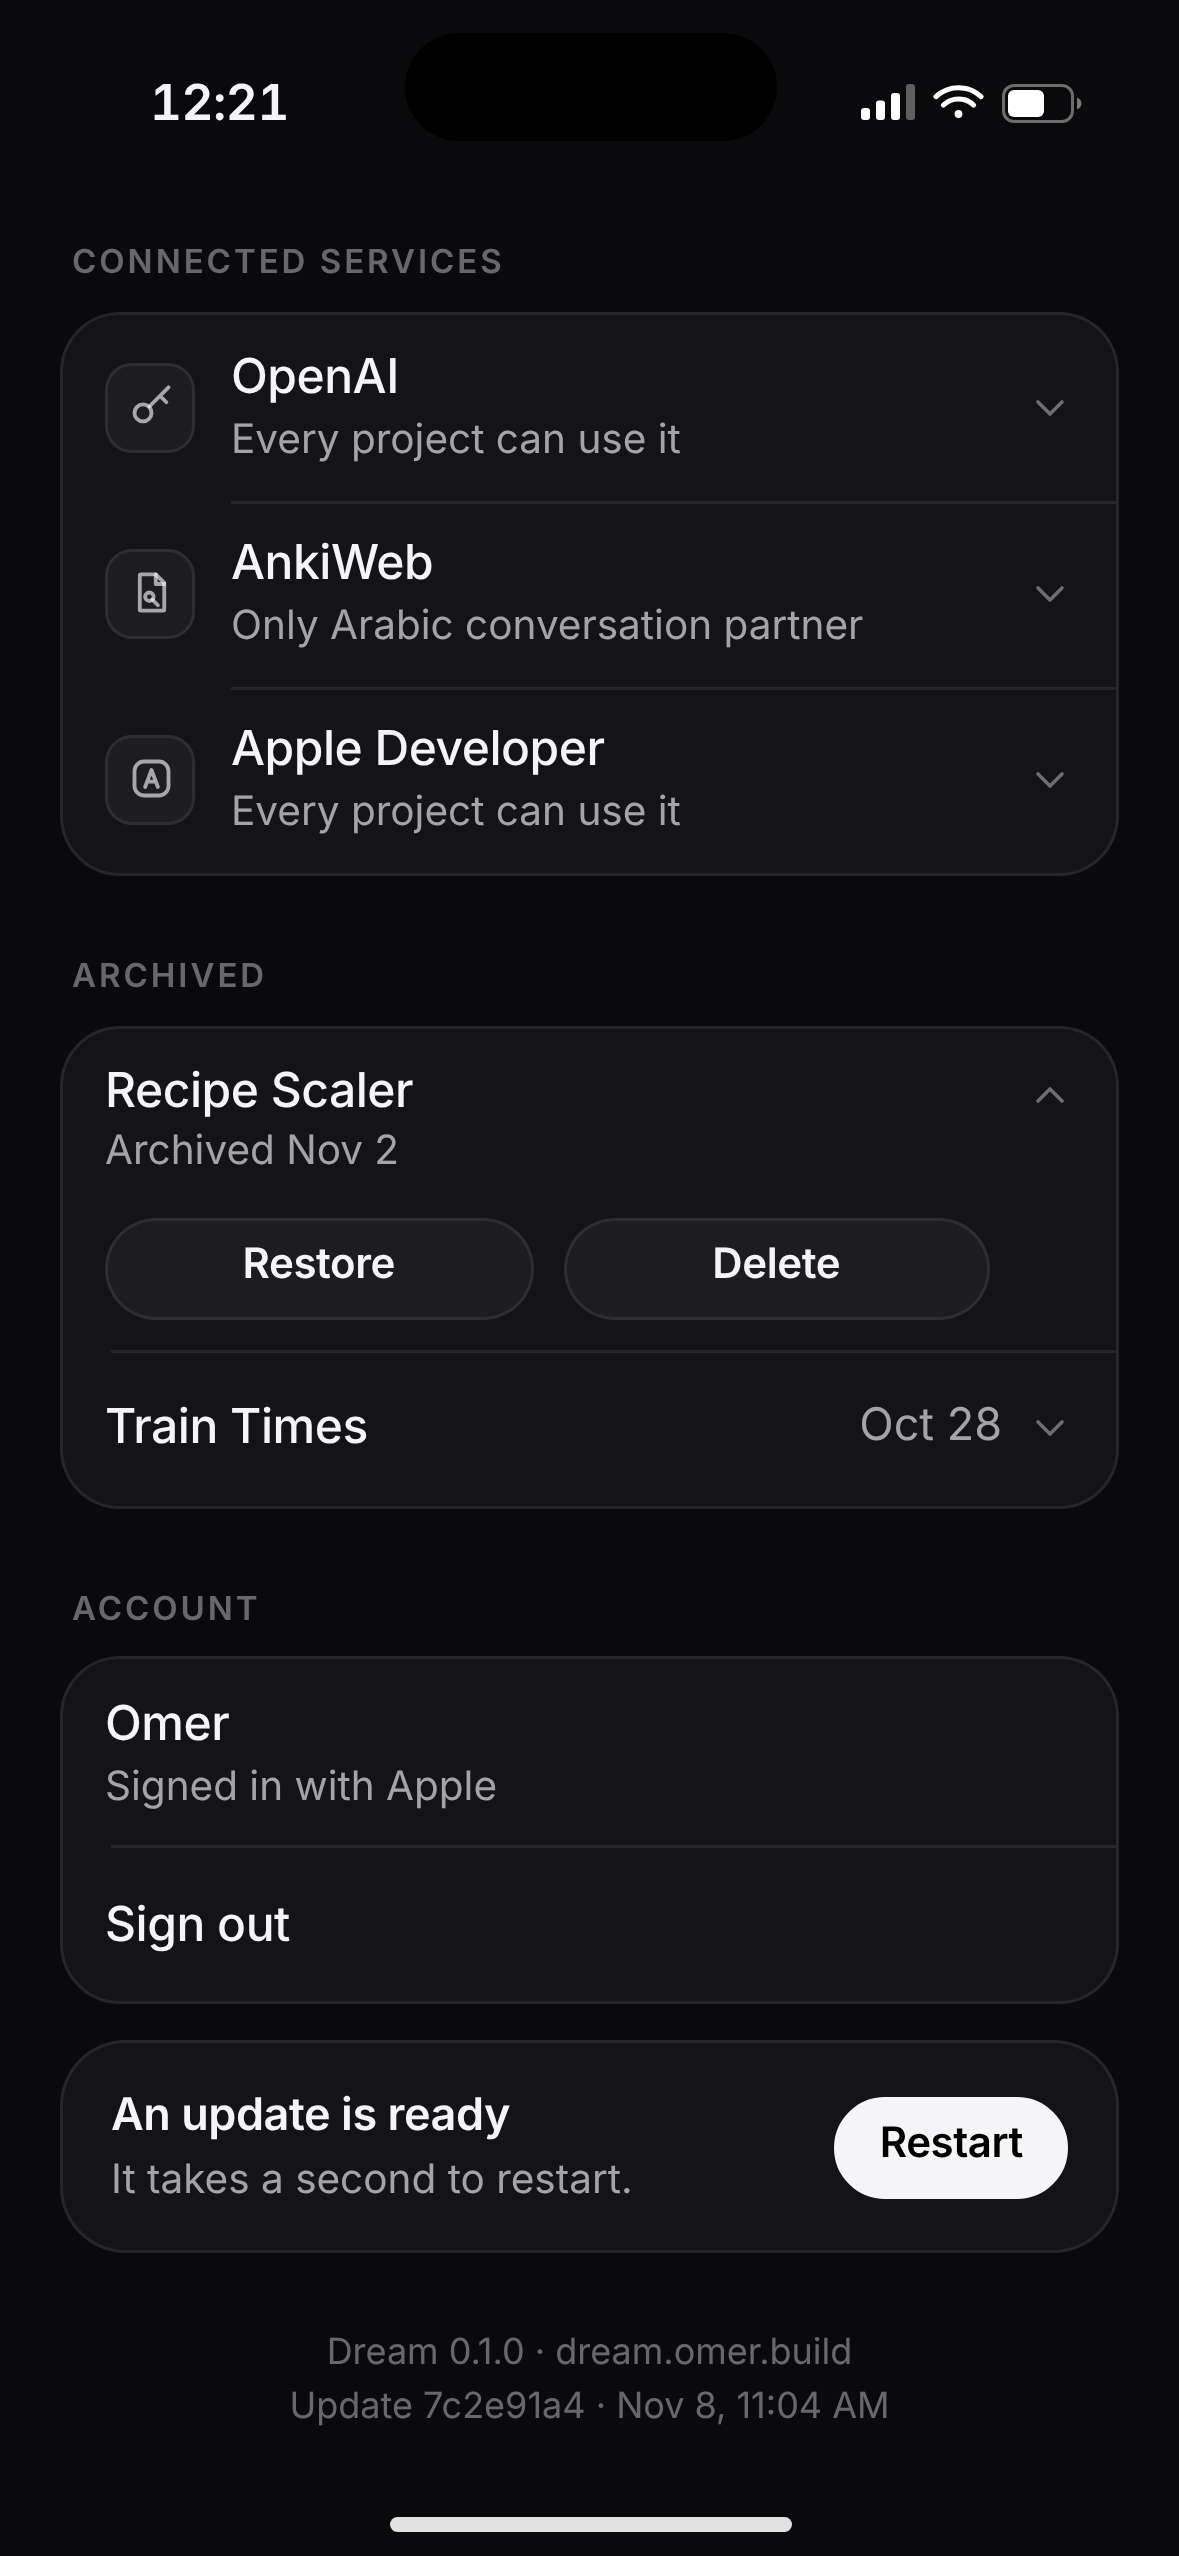 12:21
CONNECTED SERVICES
OpenAI
Every project can use it
AnkiWeb
Only Arabic conversation partner
Apple Developer
Every project can use it
ARCHIVED
Recipe Scaler
Archived Nov 2
Restore Delete
Train Times Oct 28
ACCOUNT
Omer
Signed in with Apple
Sign out
An update is ready
It takes a second to restart.
Restart
Dream 0.1.0 · dream.omer.build
Update 7c2e91a4 · Nov 8, 11:04 AM